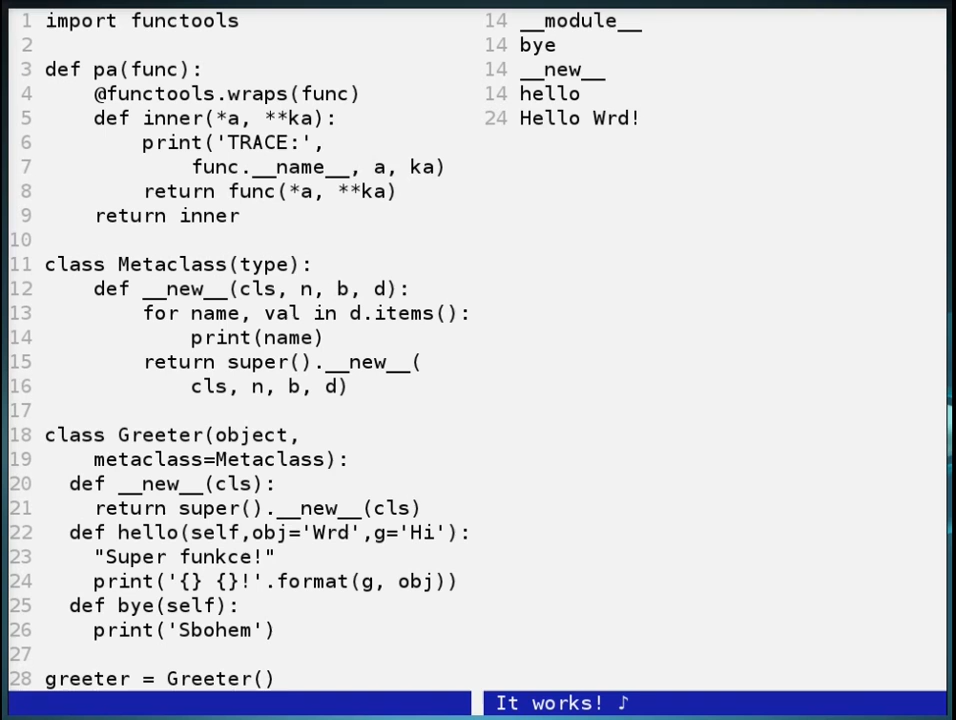 1 import functools
2
3 def pa(func):
4     @functools.wraps(func)
5     def inner(*a, **ka):
6         print('TRACE:',
7             func.__name__, a, ka)
8         return func(*a, **ka)
9     return inner
10
11 class Metaclass(type):
12     def __new__(cls, n, b, d):
13         for name, val in d.items():
14             print(name)
15         return super().__new__(
16             cls, n, b, d)
17
18 class Greeter(object,
19     metaclass=Metaclass):
20   def __new__(cls):
21     return super().__new__(cls)
22   def hello(self,obj='Wrd',g='Hi'):
23     "Super funkce!"
24     print('{} {}!'.format(g, obj))
25   def bye(self):
26     print('Sbohem')
27
28 greeter = Greeter()
14 __module__
14 bye
14 __new__
14 hello
24 Hello Wrd!
It works! ♪